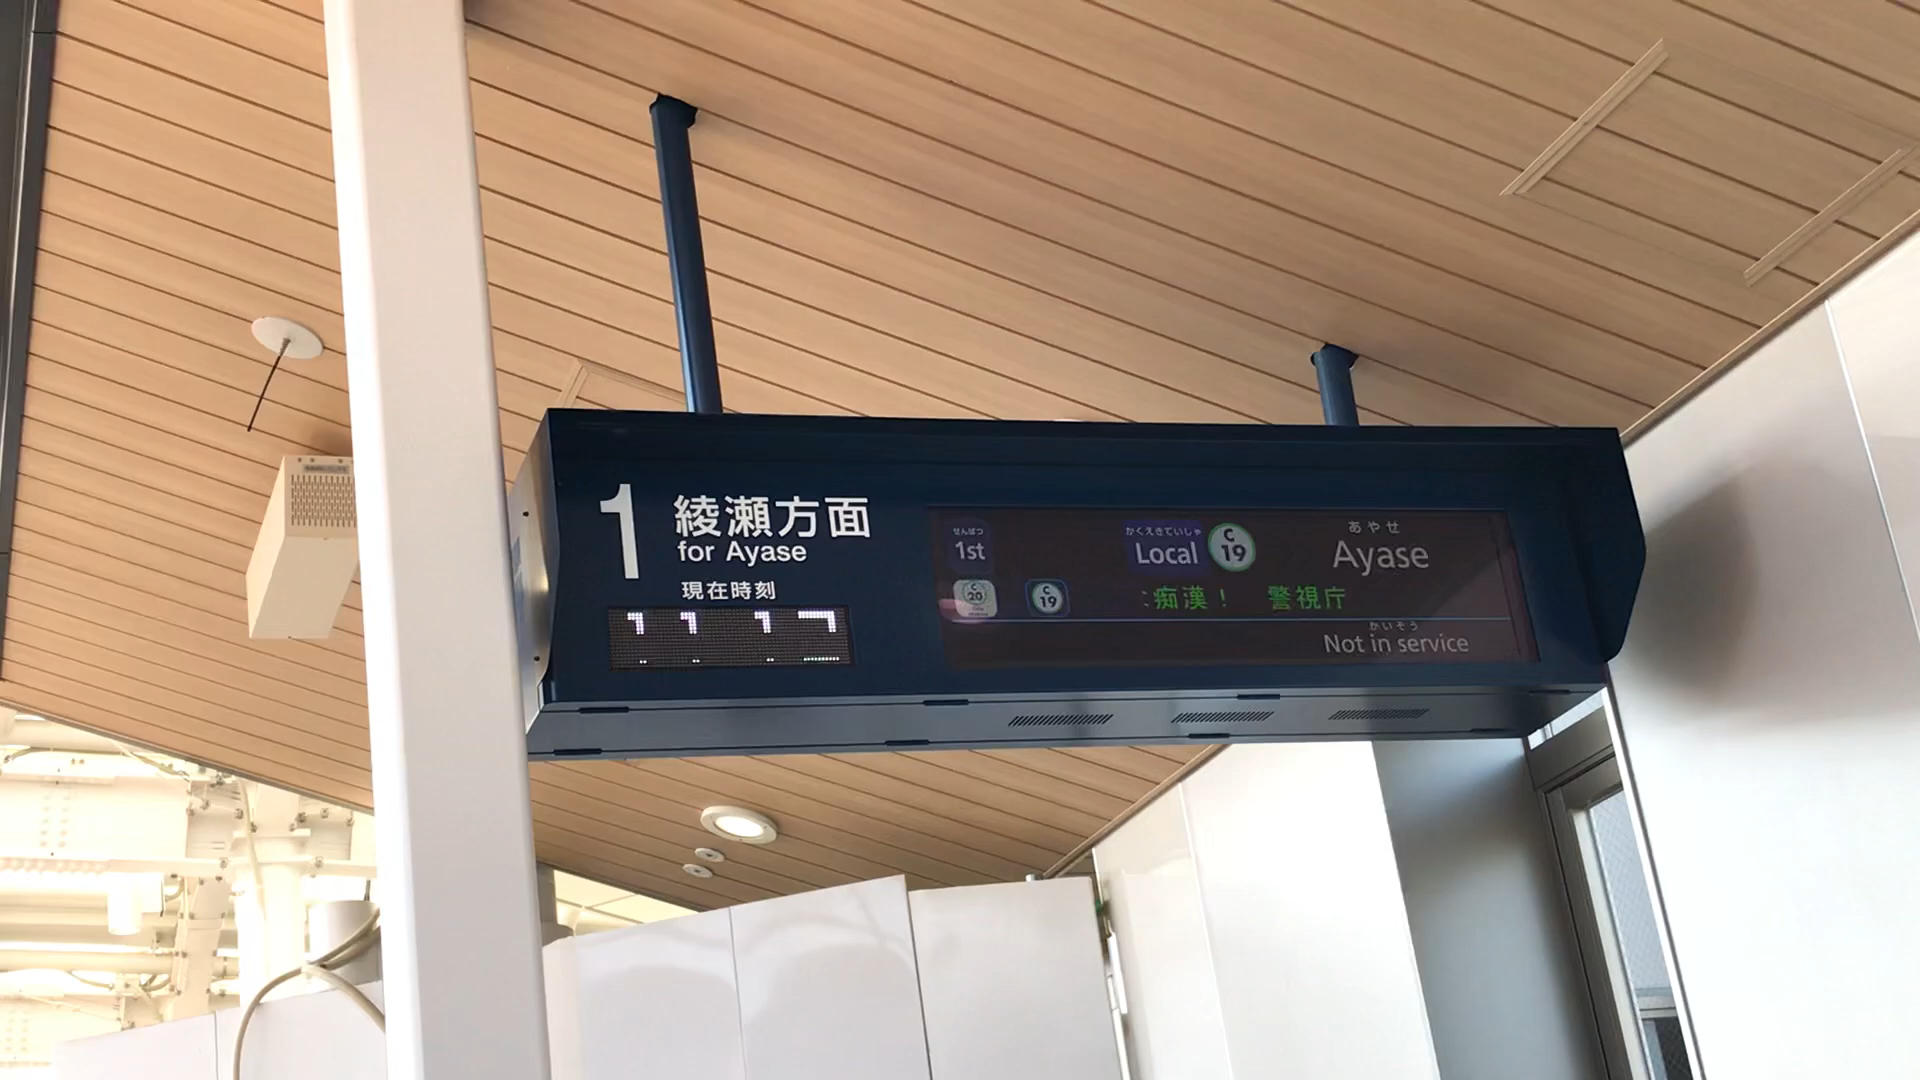 1
綾瀬方面
for Ayase
現在時刻
せんぱつ かくえきていしゃ あやせ
1st Local C 19 Ayase
C 20 C 19 :痴漢! 警視庁
かいそう
Not in service